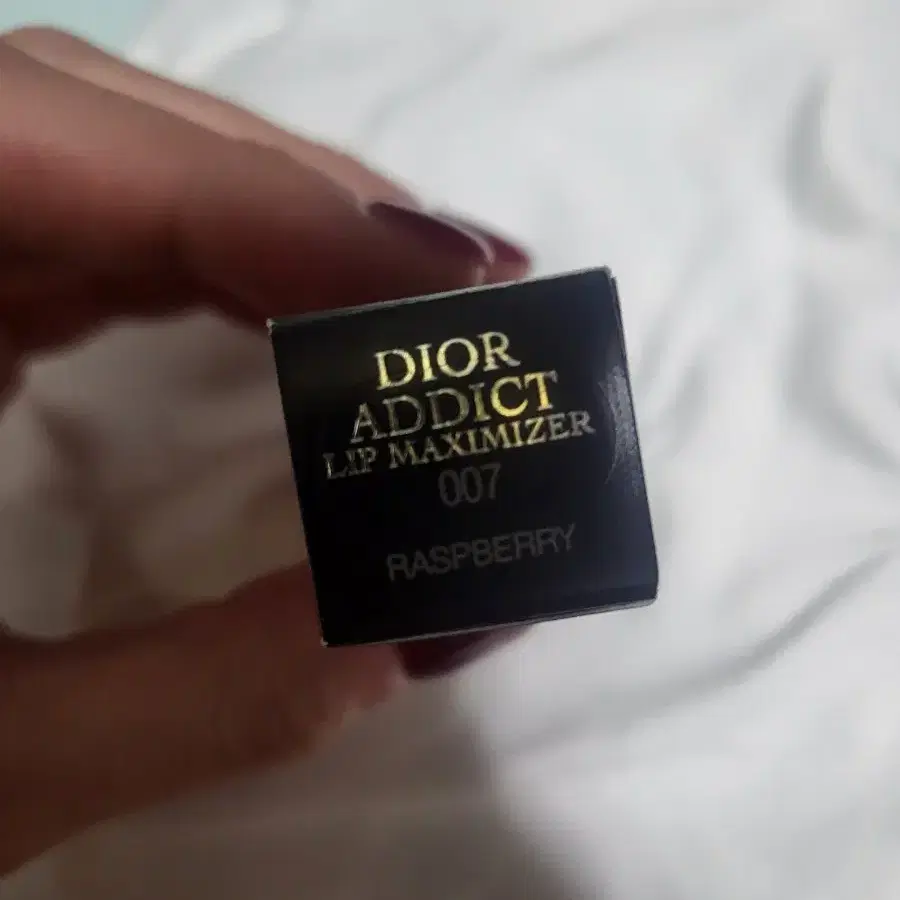 DIOR
ADDICT
LIP MAXIMIZER
007
RASPBERRY